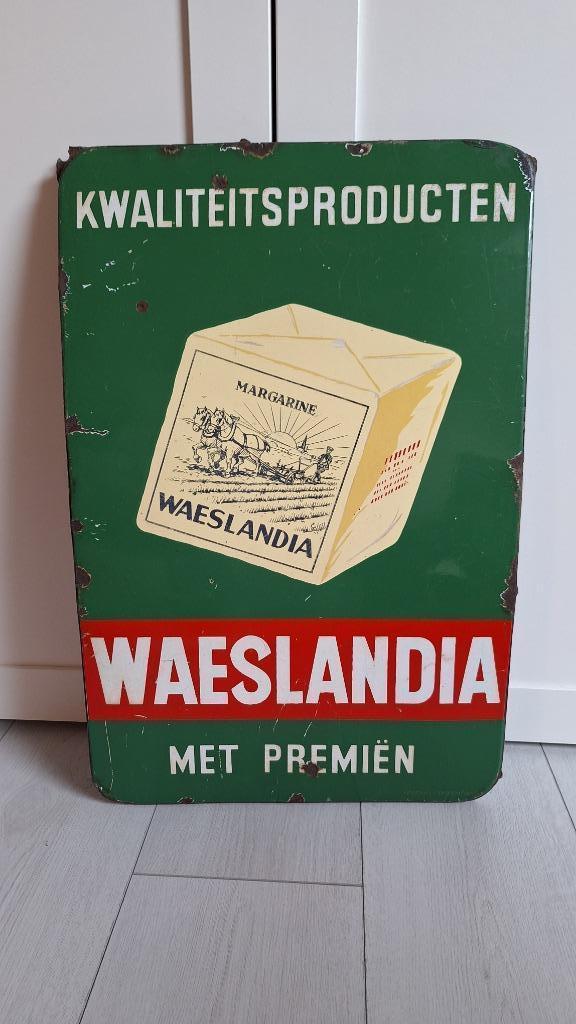 KWALITEITSPRODUCTEN
MARGARINE
WAESLANDIA
WAESLANDIA
MET PREMIËN